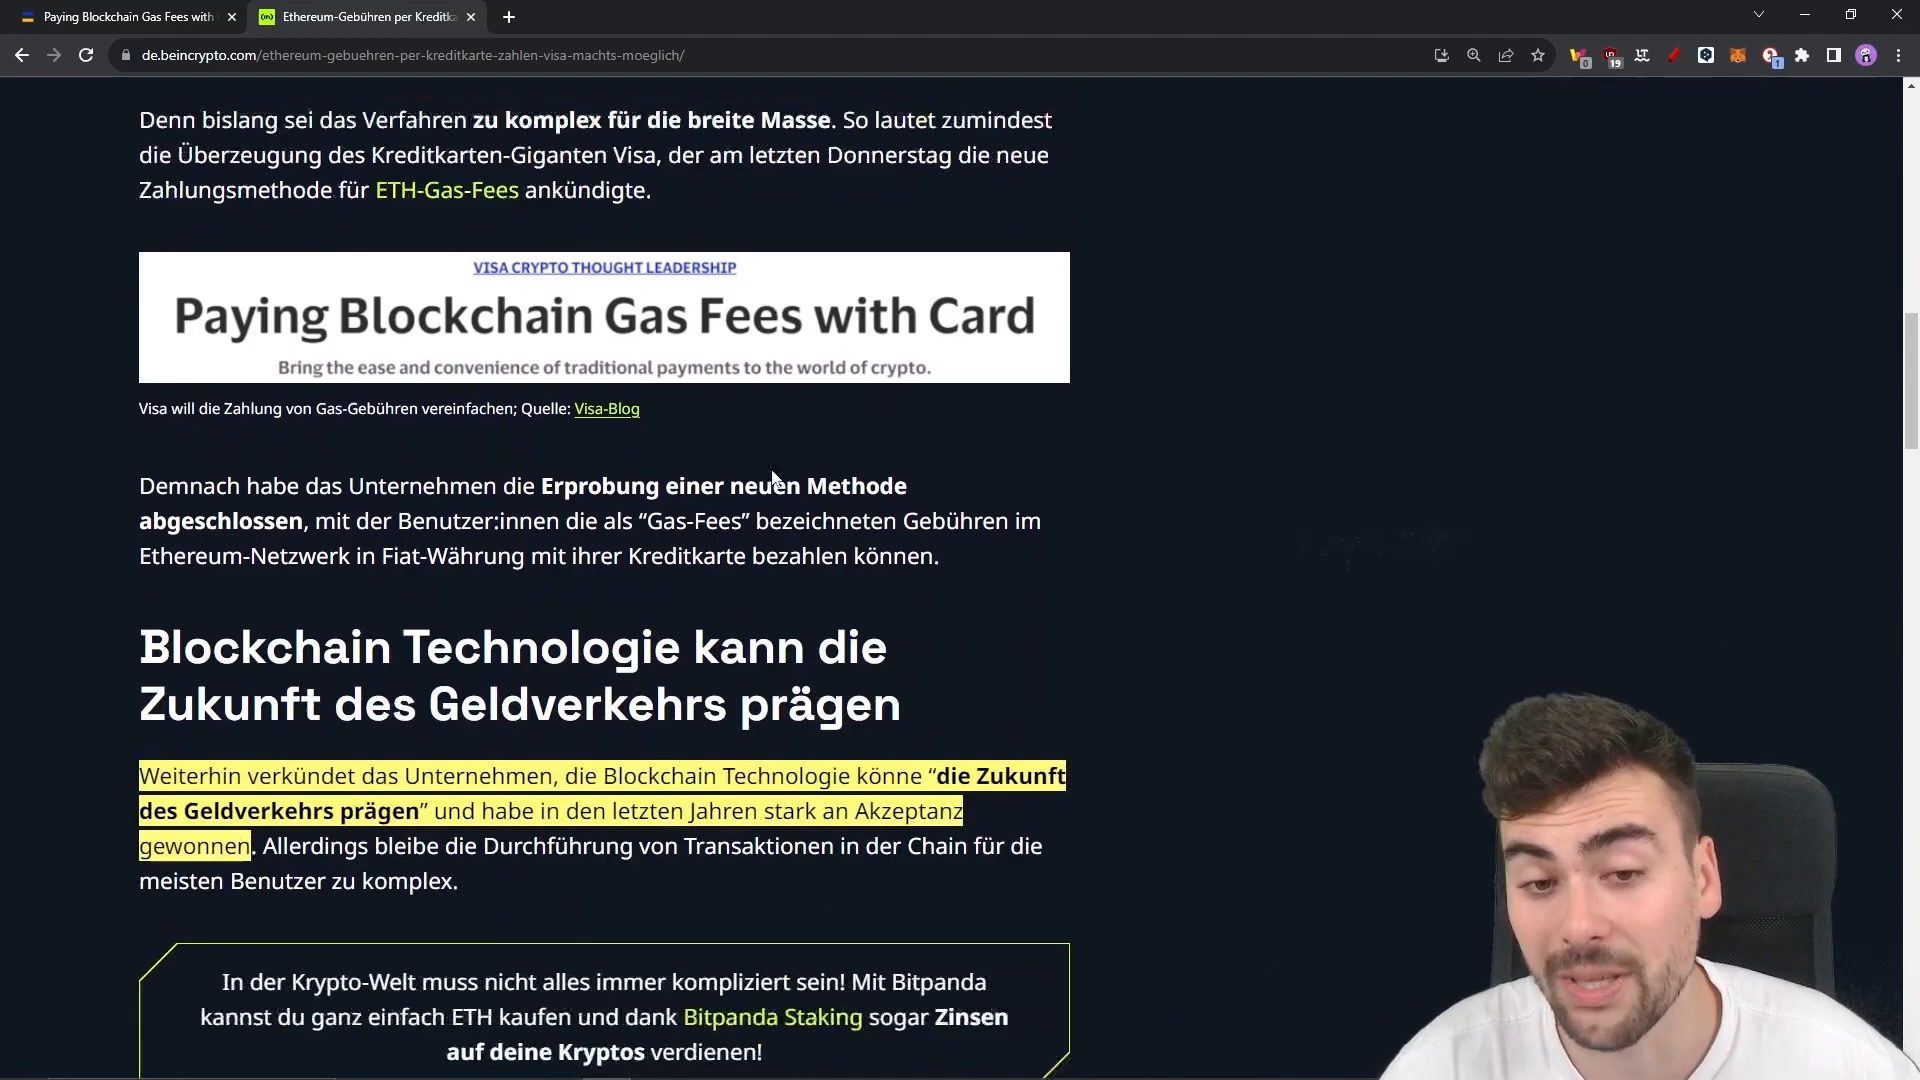 Paying Blockchain Gas Fees with
Ethereum-Gebühren per Kreditka
de.beincrypto.com/ethereum-gebuehren-per-kreditkarte-zahlen-visa-machts-moeglich/
0
19
1
Denn bislang sei das Verfahren zu komplex für die breite Masse. So lautet zumindest
die Überzeugung des Kreditkarten-Giganten Visa, der am letzten Donnerstag die neue
Zahlungsmethode für ETH-Gas-Fees ankündigte.
VISA CRYPTO THOUGHT LEADERSHIP
Paying Blockchain Gas Fees with Card
Bring the ease and convenience of traditional payments to the world of crypto.
Visa will die Zahlung von Gas-Gebühren vereinfachen; Quelle: Visa-Blog
Demnach habe das Unternehmen die Erprobung einer neuen Methode
abgeschlossen, mit der Benutzer:innen die als “Gas-Fees” bezeichneten Gebühren im
Ethereum-Netzwerk in Fiat-Währung mit ihrer Kreditkarte bezahlen können.
Blockchain Technologie kann die
Zukunft des Geldverkehrs prägen
Weiterhin verkündet das Unternehmen, die Blockchain Technologie könne “die Zukunft
des Geldverkehrs prägen” und habe in den letzten Jahren stark an Akzeptanz
gewonnen. Allerdings bleibe die Durchführung von Transaktionen in der Chain für die
meisten Benutzer zu komplex.
In der Krypto-Welt muss nicht alles immer kompliziert sein! Mit Bitpanda
kannst du ganz einfach ETH kaufen und dank Bitpanda Staking sogar Zinsen
auf deine Kryptos verdienen!